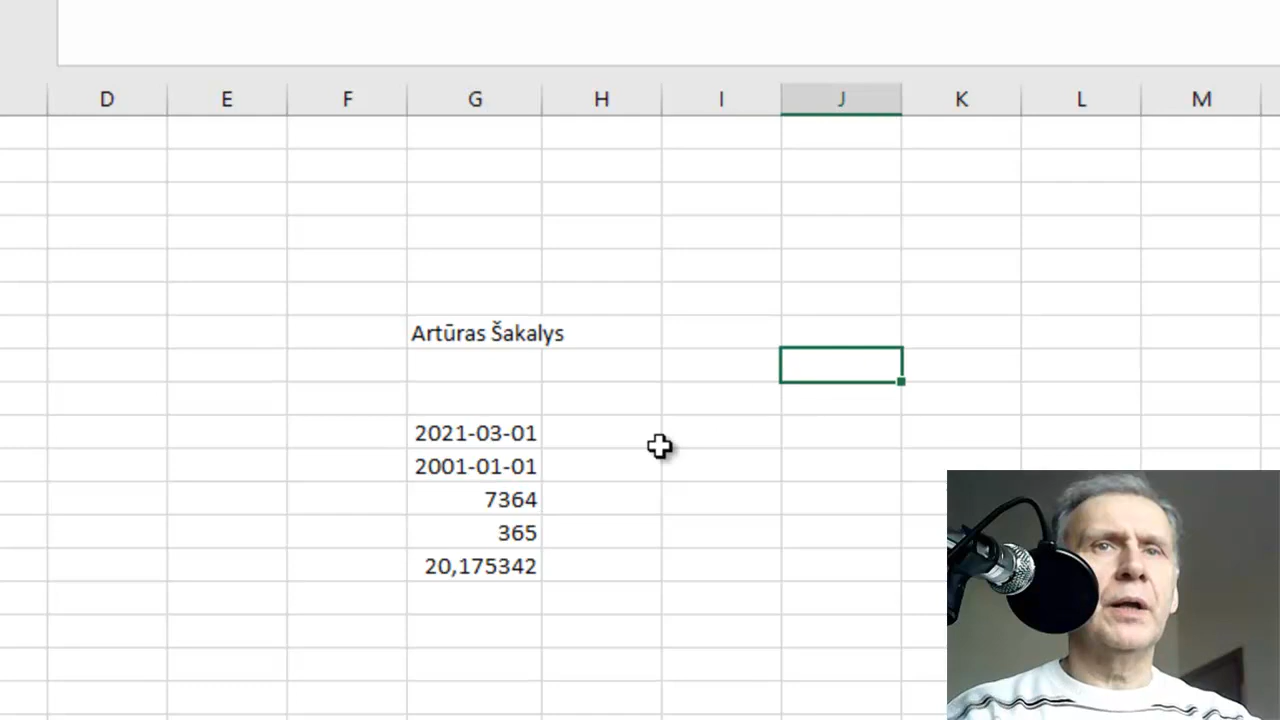 D E F G H I J K L M
Artūras Šakalys
2021-03-01
2001-01-01
7364
365
20,175342